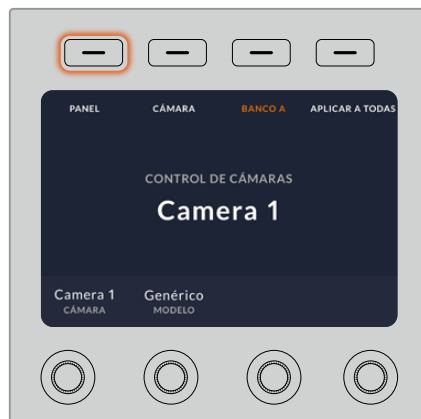 PANEL CÁMARA BANCO A APLICAR A TODAS
CONTROL DE CÁMARAS
Camera 1
Camera 1 Genérico
CÁMARA MODELO